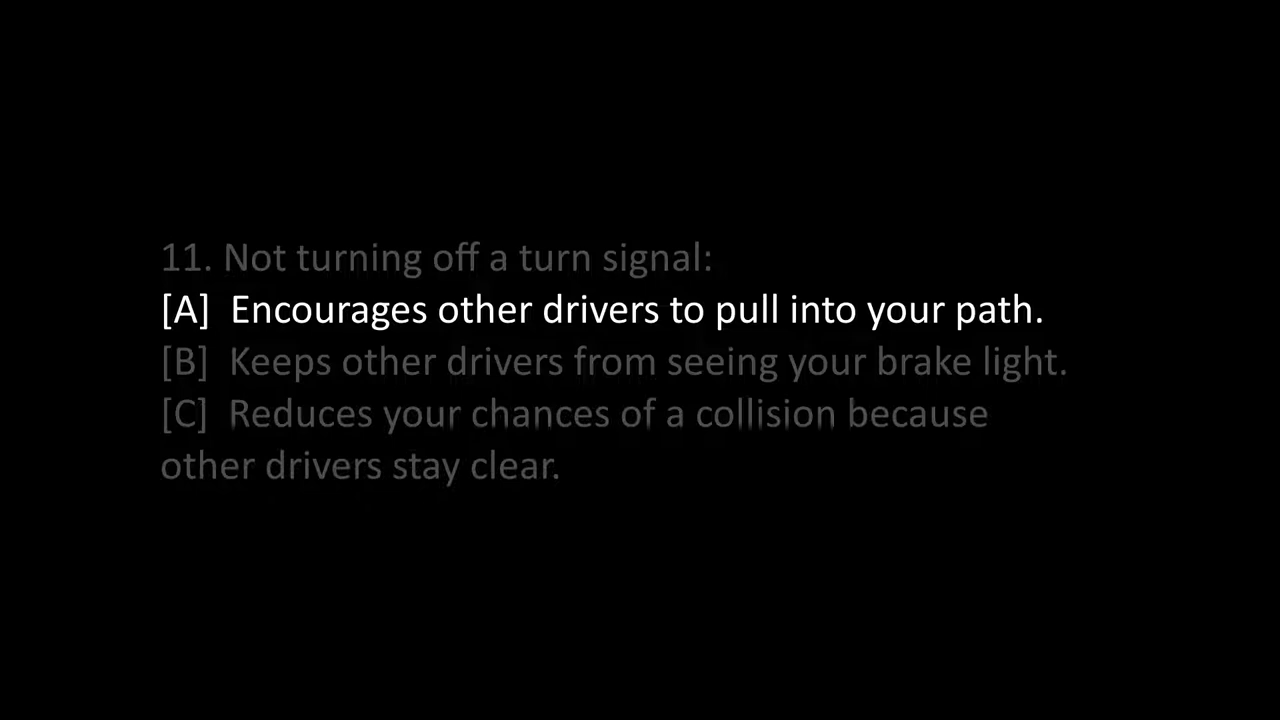 11. Not turning off a turn signal:
[A]  Encourages other drivers to pull into your path.
[B]  Keeps other drivers from seeing your brake light.
[C]  Reduces your chances of a collision because
other drivers stay clear.